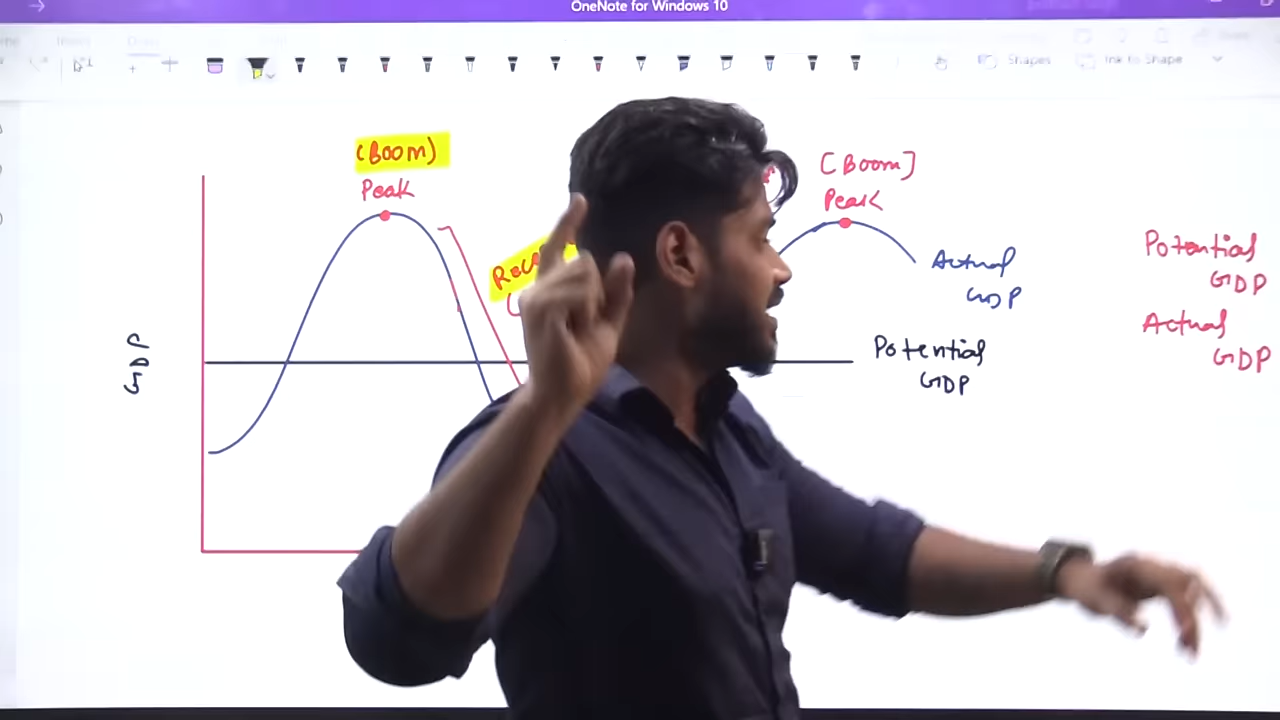 OneNote for Windows 10
Shapes
Ink to Shape
(Boom)
Peak
[Boom]
Peak
Actual
GDP
Potential
GDP
Potential
GDP
Actual
GDP
GDP